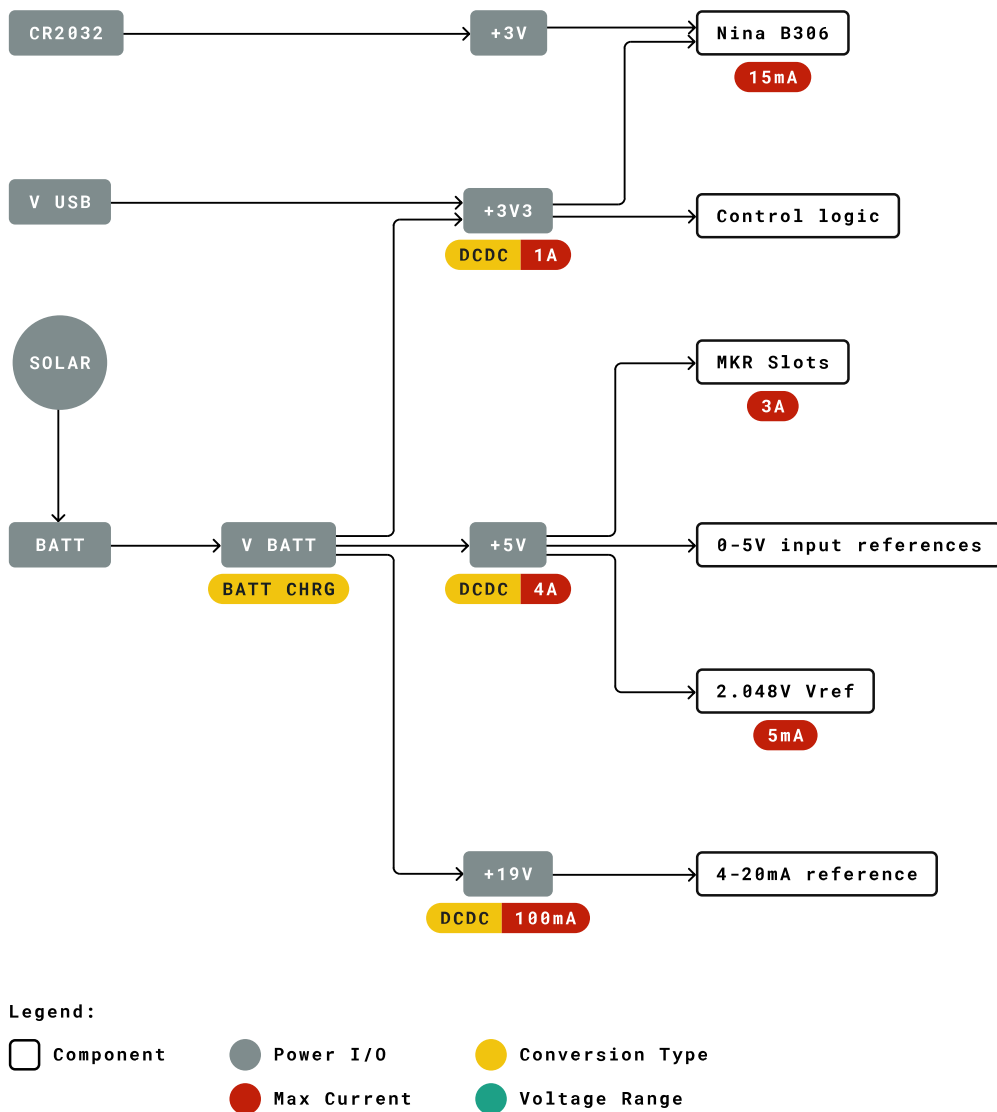 CR2032
+3V
Nina B306
15mA
V USB
+3V3
Control logic
DCDC 1A
SOLAR
MKR Slots
3A
BATT
V BATT
+5V
0-5V input references
BATT CHRG
DCDC 4A
2.048V Vref
5mA
+19V
4-20mA reference
DCDC 100mA
Legend:
Component
Power I/O
Conversion Type
Max Current
Voltage Range